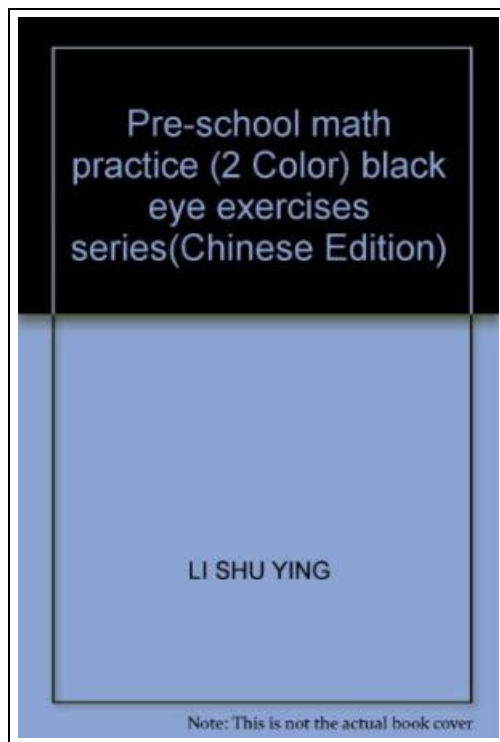 Pre-school math
practice (2 Color) black
eye exercises
series(Chinese Edition)
LI SHU YING
Note: This is not the actual book cover